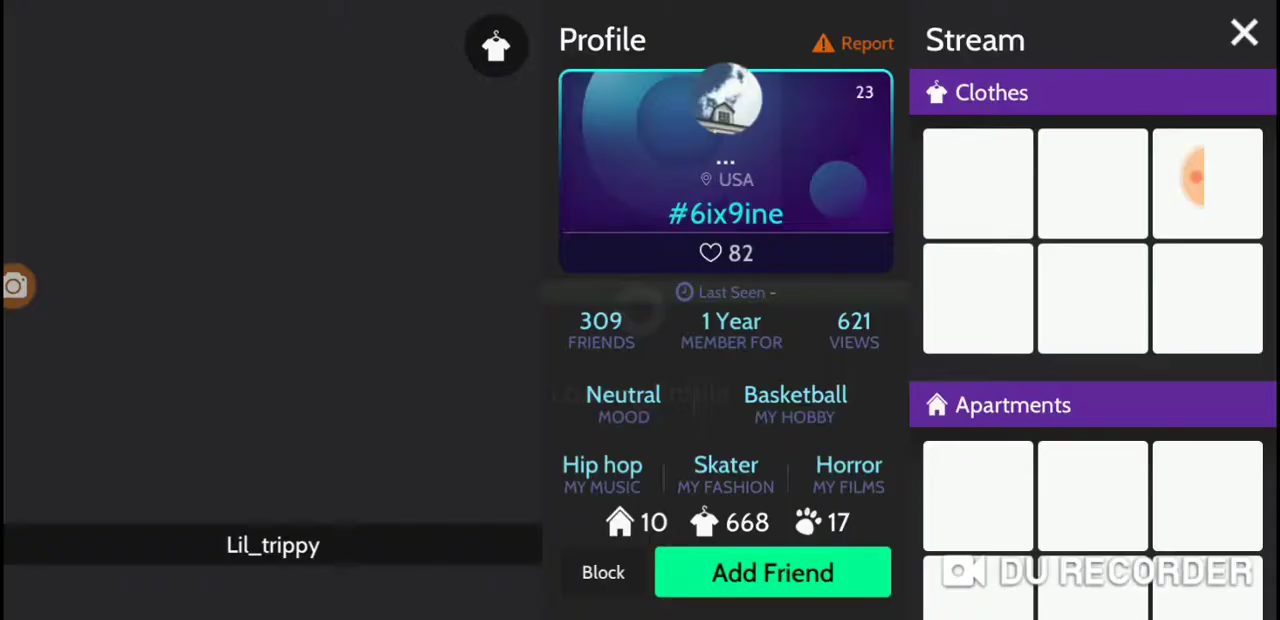 Profile
Report
Stream
23
...
USA
#6ix9ine
82
Last Seen -
309
FRIENDS
1 Year
MEMBER FOR
621
VIEWS
Neutral
MOOD
Basketball
MY HOBBY
Hip hop
MY MUSIC
Skater
MY FASHION
Horror
MY FILMS
10
668
17
Block
Add Friend
Lil_trippy
Clothes
Apartments
DU RECORDER